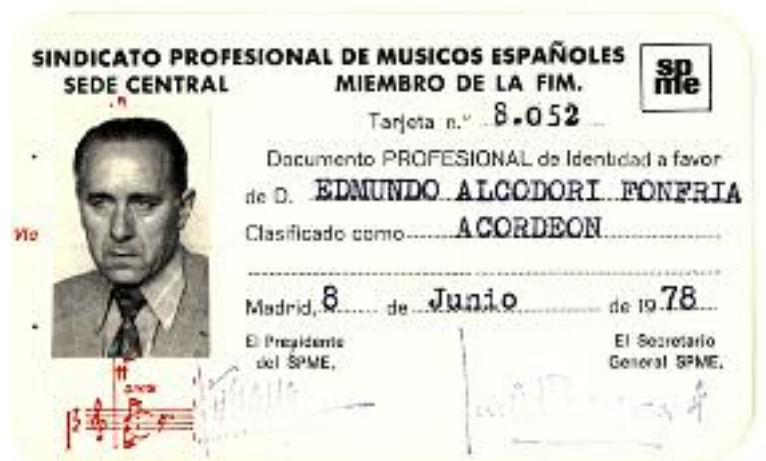 SINDICATO PROFESIONAL DE MUSICOS ESPAÑOLES
sp
me
SEDE CENTRAL MIEMBRO DE LA FIM.
Tarjeta n.º 8.052
Documento PROFESIONAL de Identidad a favor
de D. EDMUNDO ALCODORI FONFRIA
Clasificado como ACORDEON
Madrid, 8 de Junio de 1978
El Presidente
del SPME,
El Secretario
General SPME,